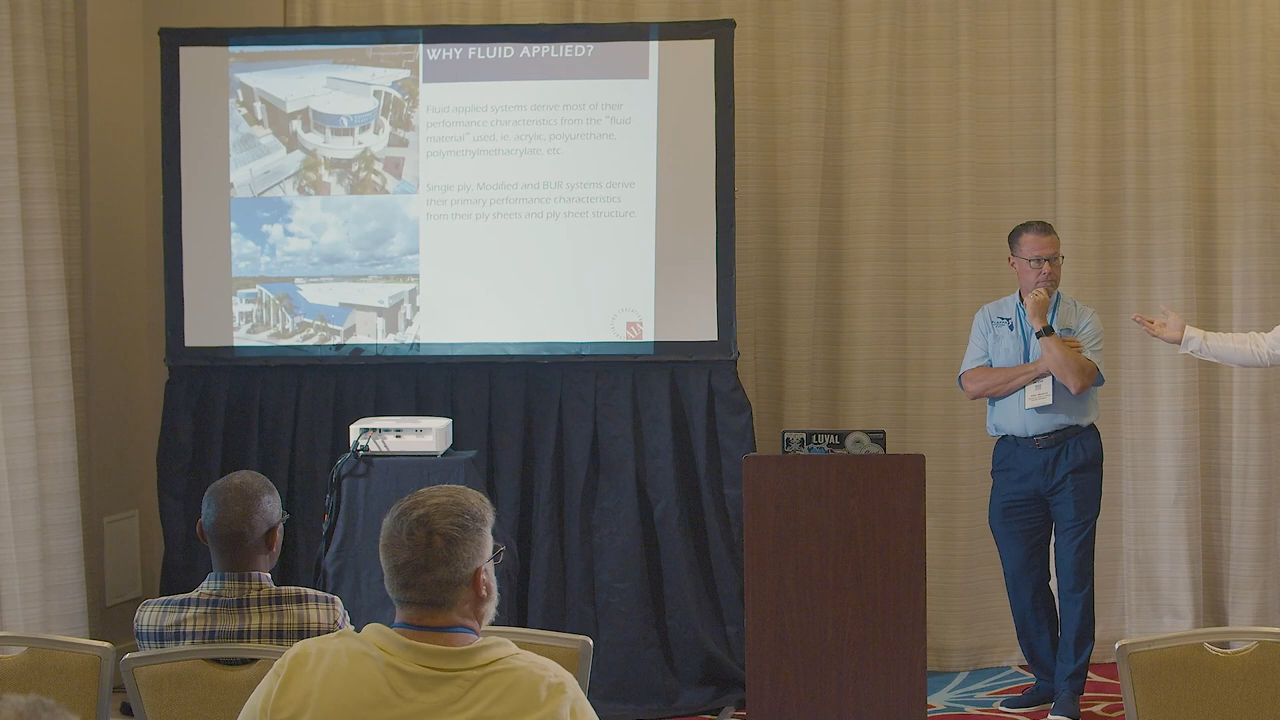 WHY FLUID APPLIED?
Fluid applied systems derive most of their
performance characteristics from the "fluid
material" used, ie, acrylic, polyurethane,
polymethylmethacrylate, etc.
Single ply, Modified and BUR systems derive
their primary performance characteristics
from their ply sheets and ply sheet structure.
LUVAL